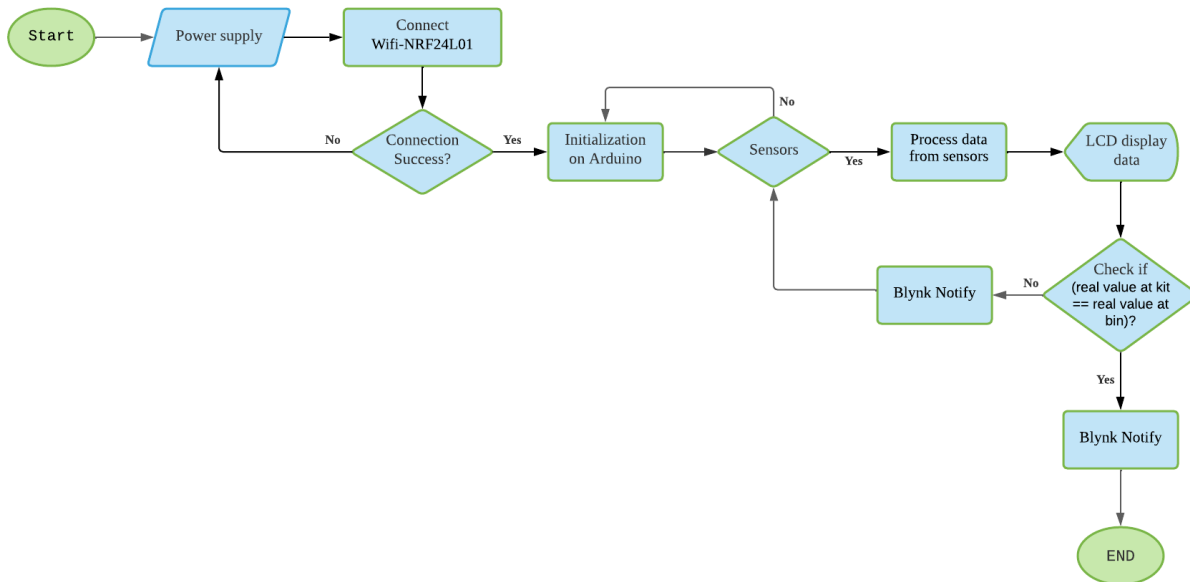 Start
Power supply
Connect
Wifi-NRF24L01
Connection
Success?
No
Yes
Initialization
on Arduino
No
Sensors
Yes
Process data
from sensors
LCD display
data
Check if
(real value at kit
== real value at
bin)?
No
Blynk Notify
Yes
Blynk Notify
END